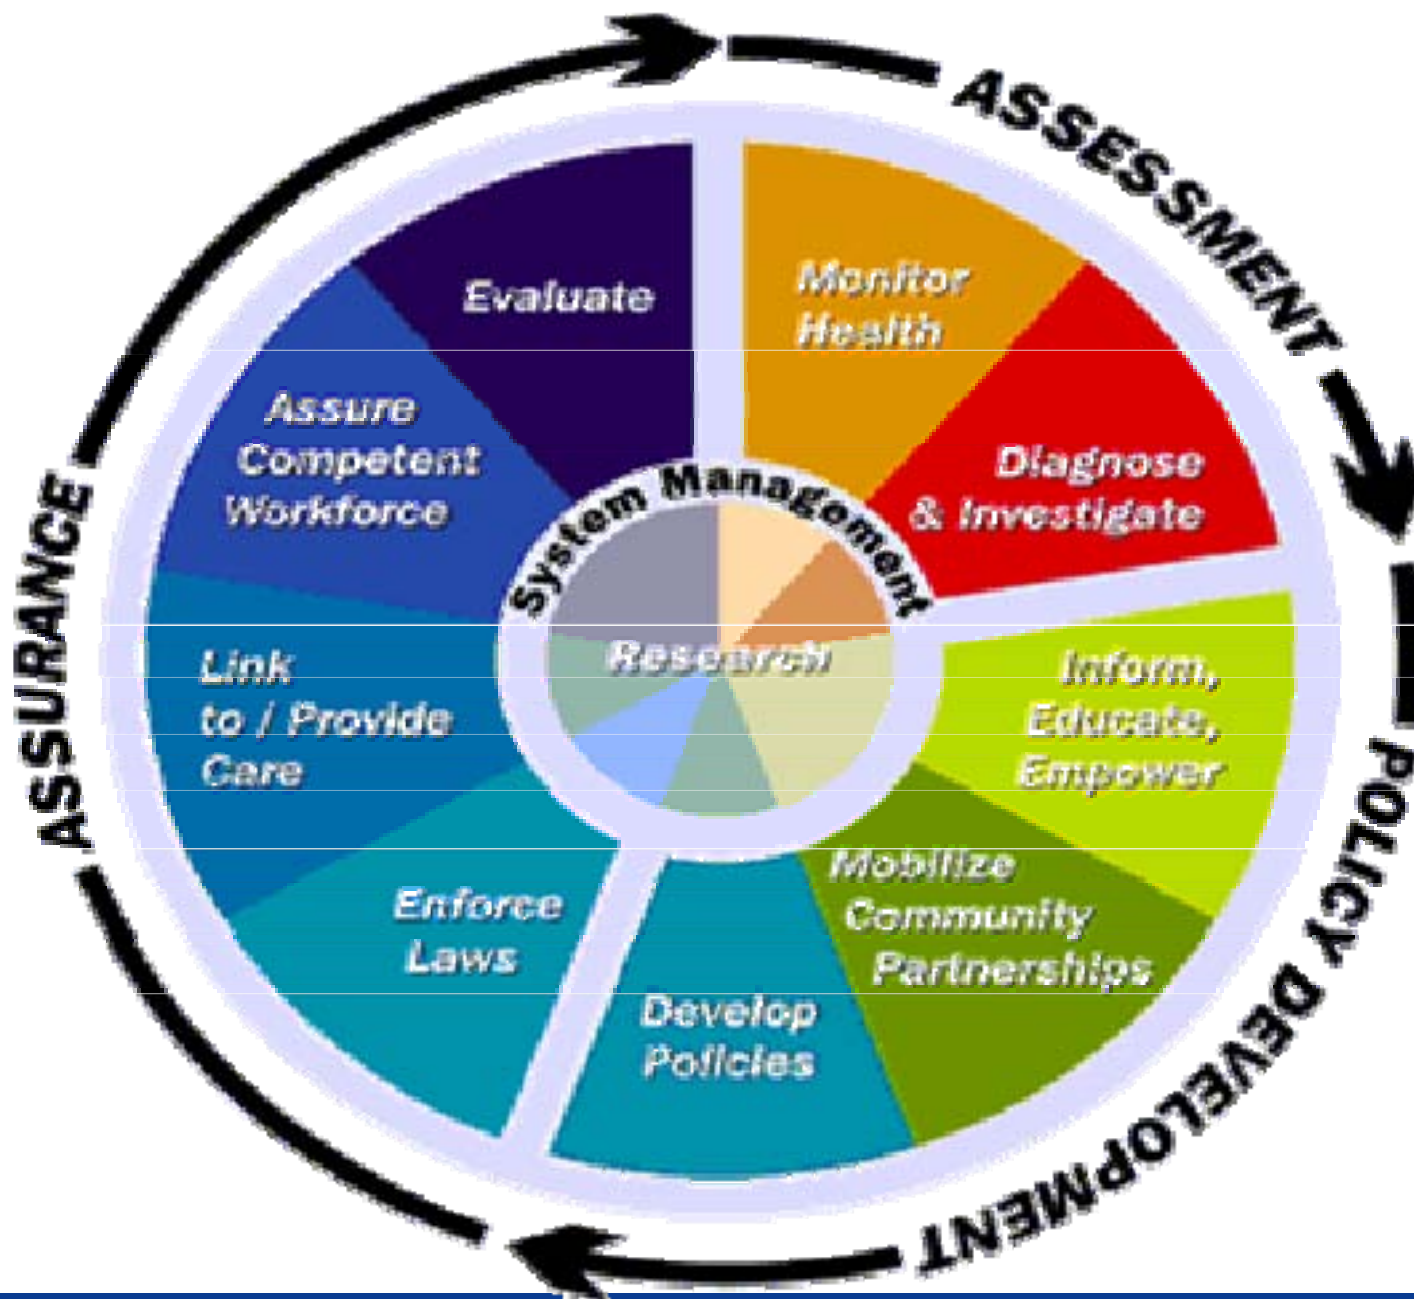 ASSESSMENT
Monitor
Health
Diagnose
& Investigate
Inform,
Educate,
Empower
POLICY DEVELOPMENT
Mobilize
Community
Partnerships
Develop
Policies
Enforce
Laws
ASSURANCE
Link
to / Provide
Care
Assure
Competent
Workforce
Evaluate
System Management
Research